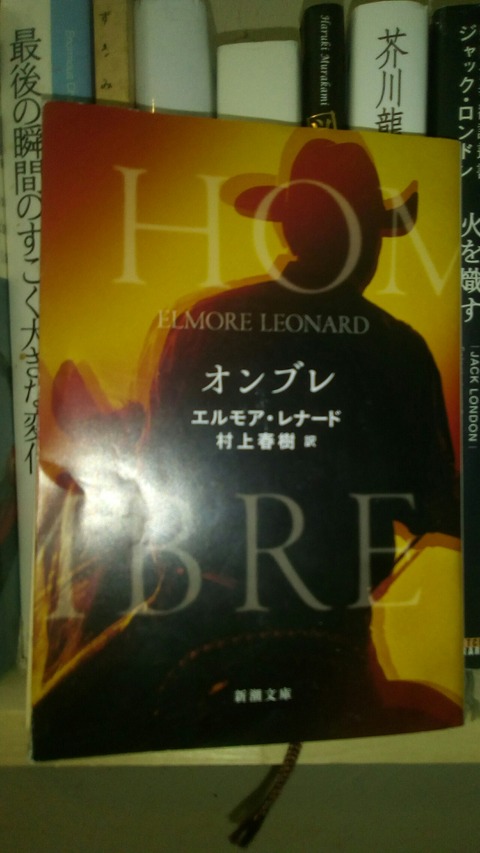 HOM
ELMORE LEONARD
オンブレ
エルモア・レナード
村上春樹 訳
BRE
新潮文庫
最後の瞬間のすごく大きな変化
Haruki Murakami
芥川龍
ジャック・ロンドン
火を熾す
JACK LONDON